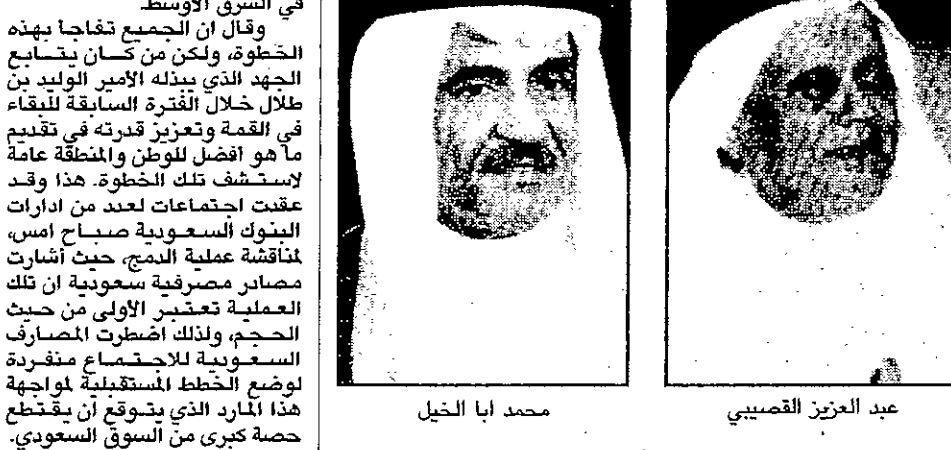 في الشرق الأوسط.
وقال ان الجميع تفاجا بهذه
الخطوة، ولكن من كان يتابع
الجهد الذي يبذله الأمير الوليد بن
طلال خلال الفترة السابقة للبقاء
في القمة وتعزيز قدرته في تقديم
ما هو أفضل للوطن والمنطقة عامة
لاستشف تلك الخطوة. هذا وقد
عقدت اجتماعات لعدد من ادارات
البنوك السعودية صباح امس،
لمناقشة عملية الدمج، حيث أشارت
مصادر مصرفية سعودية ان تلك
العملية تعتبر الأولى من حيث
الحجم، ولذلك اضطرت المصارف
السعودية للاجتماع منفردة
لوضع الخطط المستقبلية لمواجهة
هذا المارد الذي يتوقع أن يقتطع
حصة كبرى من السوق السعودي.
محمد ابا الخيل
عبد العزيز القصيبي